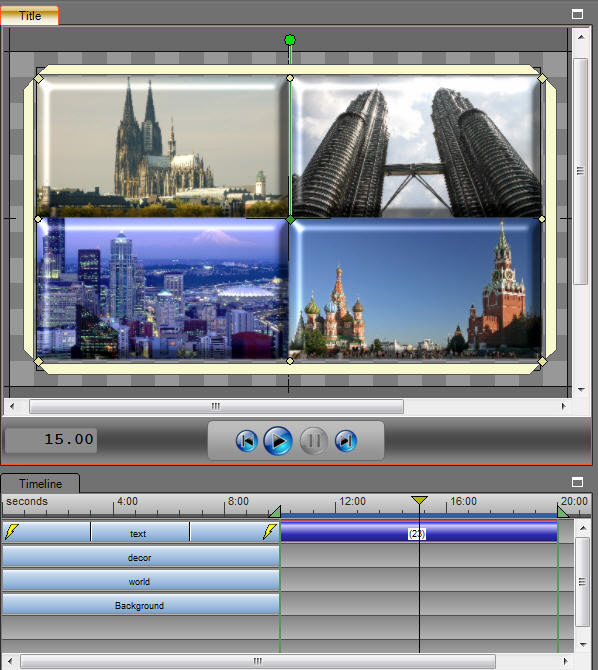 Title
15.00
Timeline
seconds 4:00 8:00 12:00 16:00 20:00
text (23)
decor
world
Background